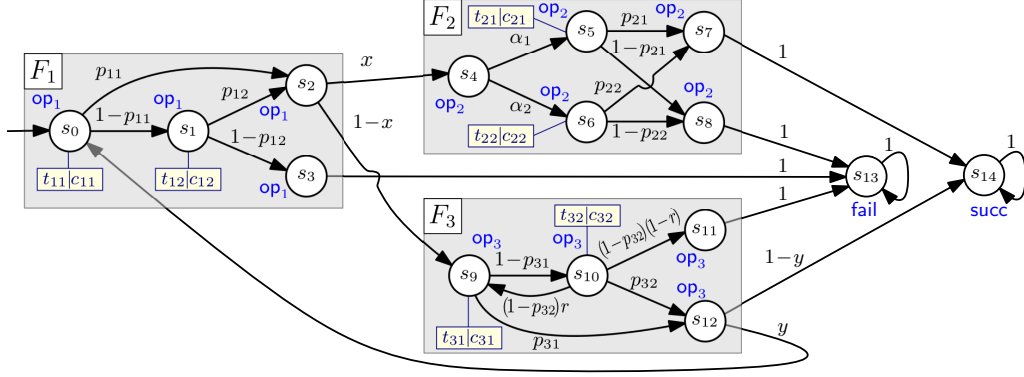 F₁
p₁₁
op₁
s₀
1−p₁₁
t₁₁|c₁₁
op₁
s₁
t₁₂|c₁₂
p₁₂
s₂
op₁
1−p₁₂
op₁
s₃
x
1−x
F₂
t₂₁|c₂₁
op₂
s₅
p₂₁
op₂
s₇
α₁
1−p₂₁
s₄
op₂
α₂
op₂
p₂₂
op₂
t₂₂|c₂₂
s₆
1−p₂₂
s₈
F₃
t₃₂|c₃₂
op₃
op₃
s₉
1−p₃₁
s₁₀
(1−p₃₂)(1−r)
s₁₁
op₃
(1−p₃₂)r
p₃₂
op₃
s₁₂
t₃₁|c₃₁
p₃₁
1
1
1
1
s₁₃
1
fail
s₁₄
1
succ
1−y
y